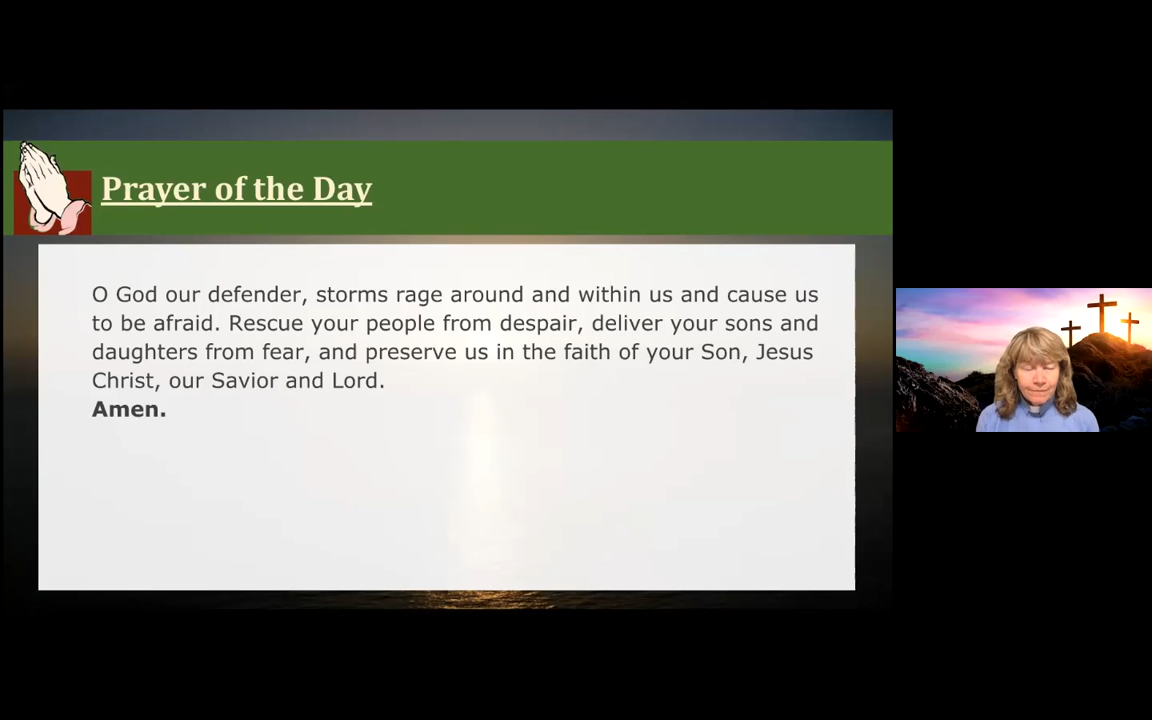 Prayer of the Day
O God our defender, storms rage around and within us and cause us
to be afraid. Rescue your people from despair, deliver your sons and
daughters from fear, and preserve us in the faith of your Son, Jesus
Christ, our Savior and Lord.
Amen.